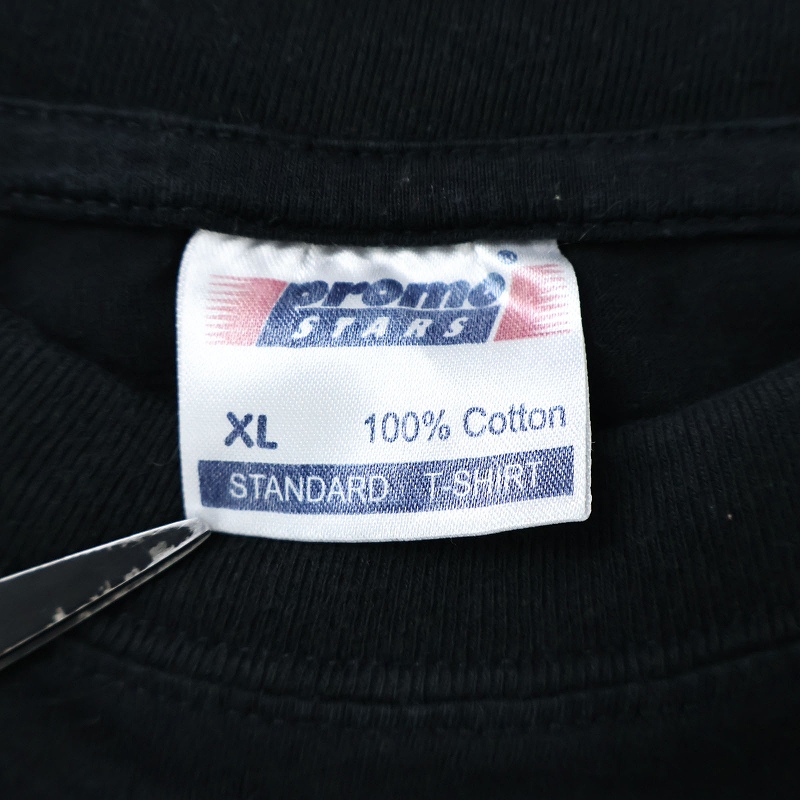 promo®
STARS
XL 100% Cotton
STANDARD T-SHIRT